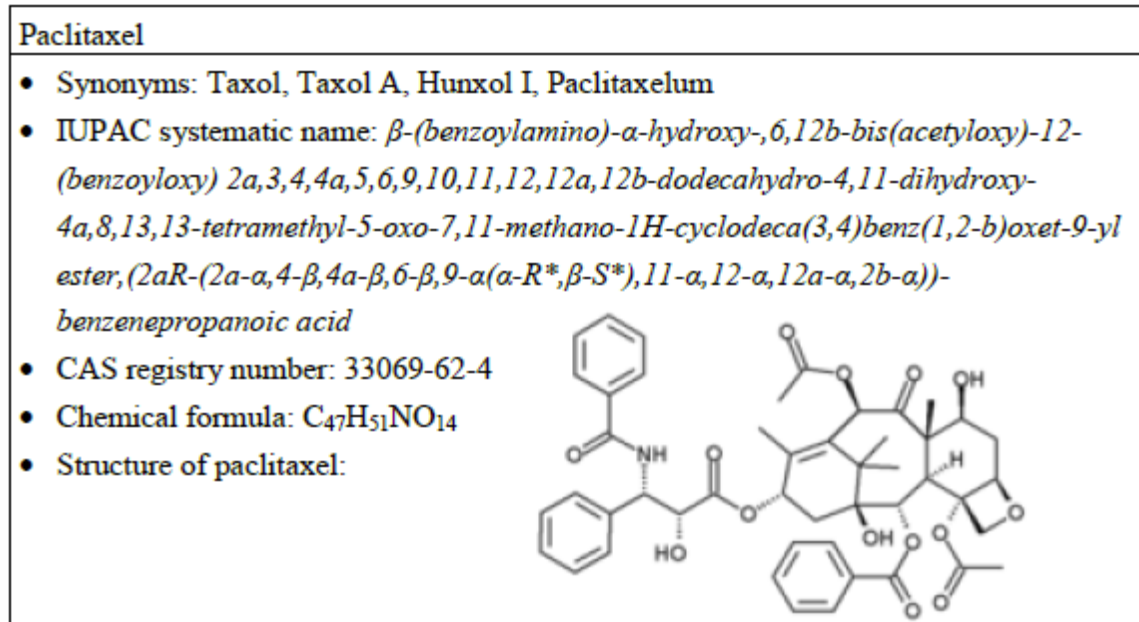 Paclitaxel
• Synonyms: Taxol, Taxol A, Hunxol I, Paclitaxelum
• IUPAC systematic name: β-(benzoylamino)-α-hydroxy-,6,12b-bis(acetyloxy)-12-
(benzoyloxy) 2a,3,4,4a,5,6,9,10,11,12,12a,12b-dodecahydro-4,11-dihydroxy-
4a,8,13,13-tetramethyl-5-oxo-7,11-methano-1H-cyclodeca(3,4)benz(1,2-b)oxet-9-yl
ester,(2aR-(2a-α,4-β,4a-β,6-β,9-α(α-R*,β-S*),11-α,12-α,12a-α,2b-α))-
benzenepropanoic acid
• CAS registry number: 33069-62-4
• Chemical formula: C₄₇H₅₁NO₁₄
• Structure of paclitaxel:
O
O
O
OH
O
NH
O
H
O
O
HO
OH
O
O
O
O
O